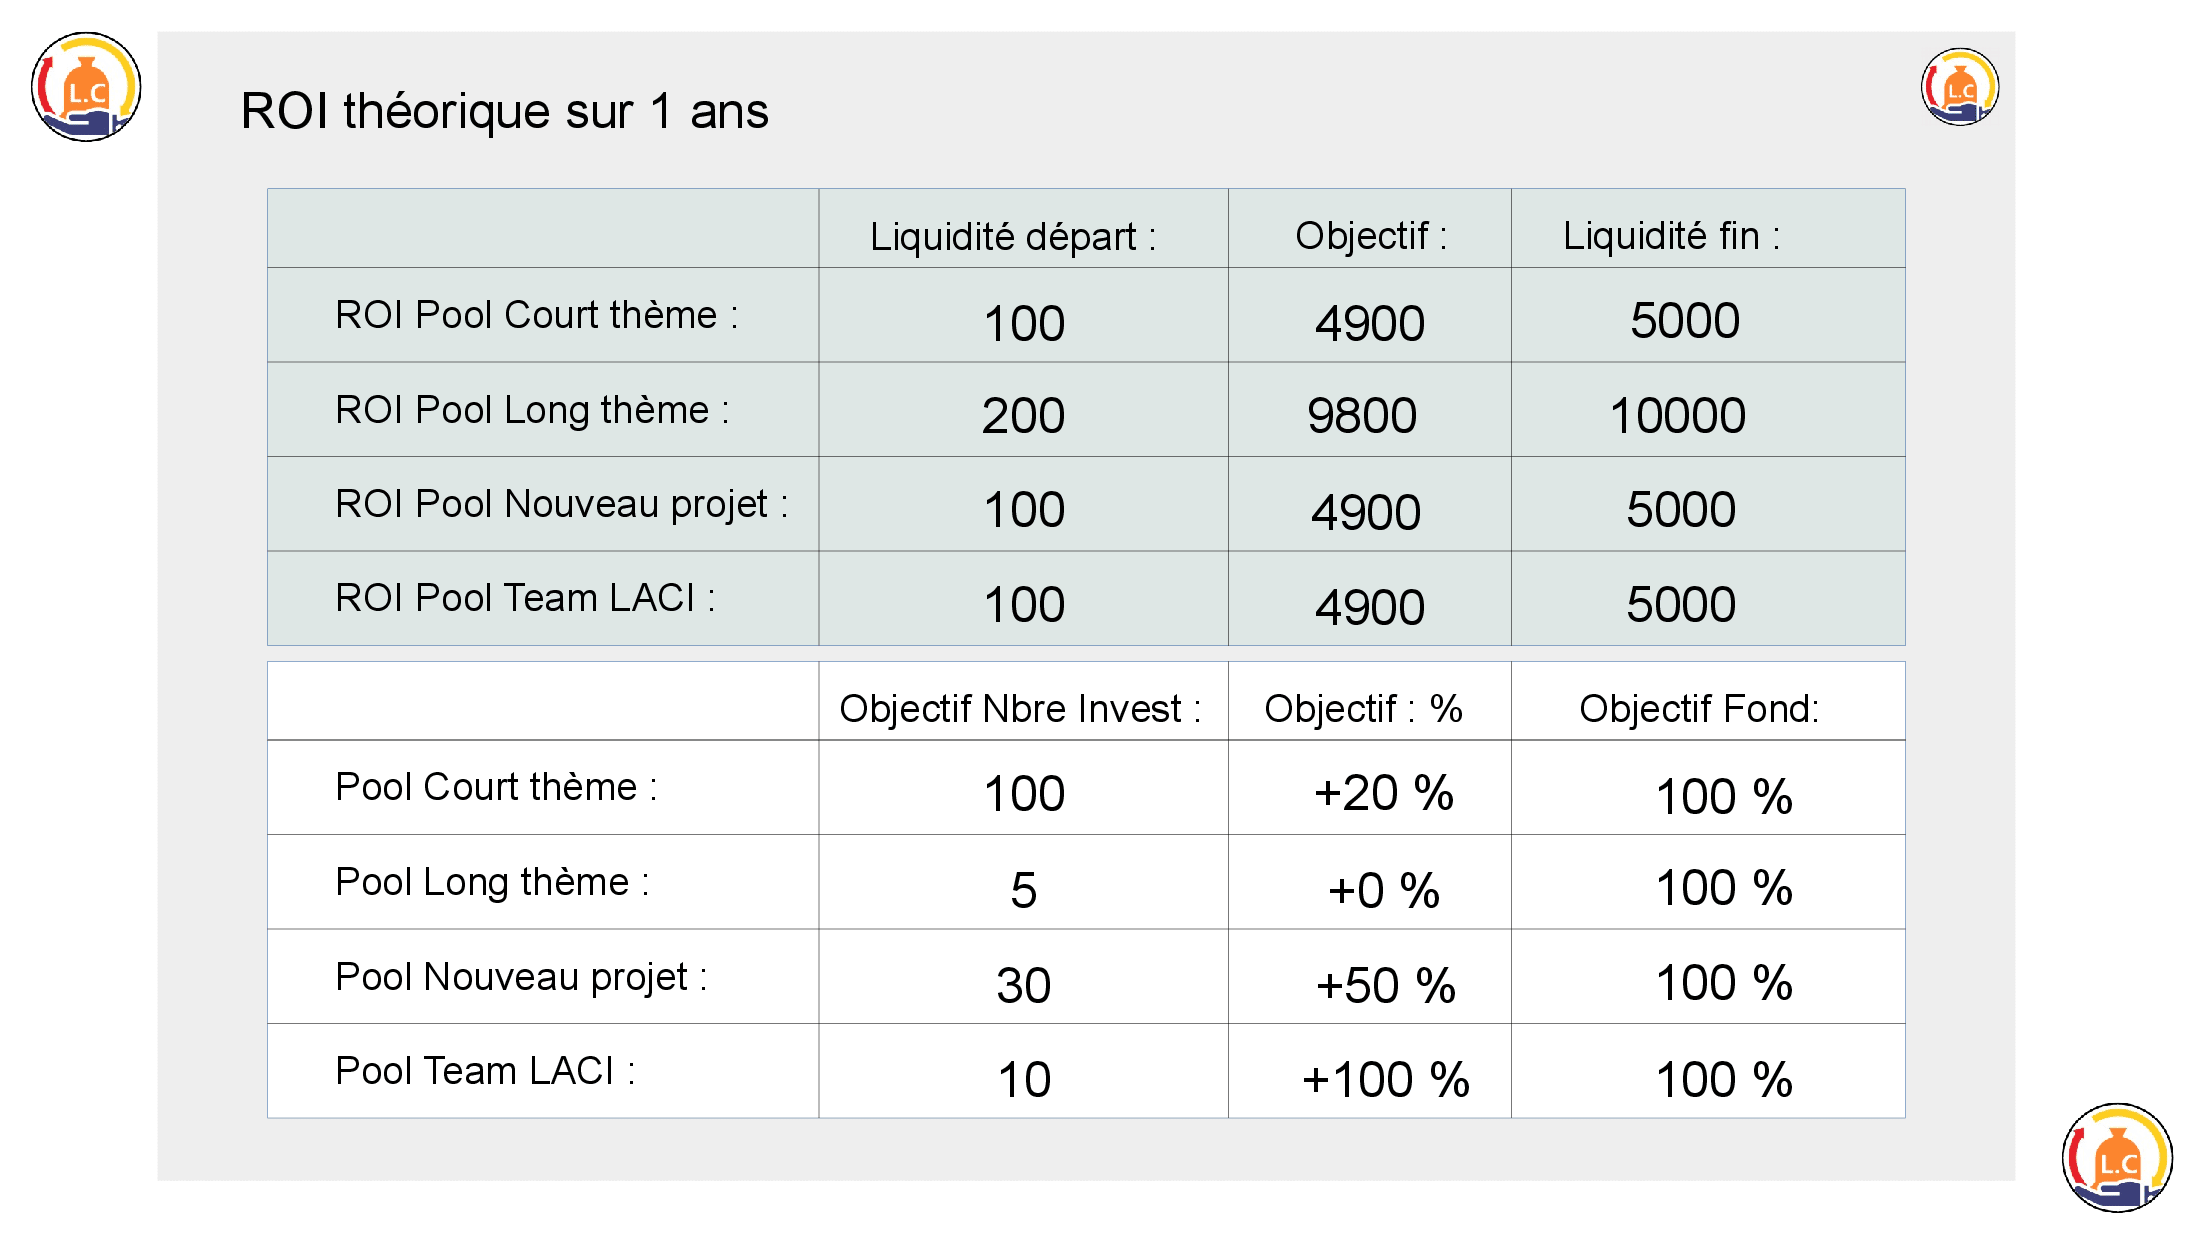 L.C
L.C
ROI théorique sur 1 ans
Liquidité départ : Objectif : Liquidité fin :
ROI Pool Court thème : 100 4900 5000
ROI Pool Long thème : 200 9800 10000
ROI Pool Nouveau projet : 100 4900 5000
ROI Pool Team LACI : 100 4900 5000
Objectif Nbre Invest : Objectif : % Objectif Fond:
Pool Court thème : 100 +20 % 100 %
Pool Long thème : 5 +0 % 100 %
Pool Nouveau projet : 30 +50 % 100 %
Pool Team LACI : 10 +100 % 100 %
L.C